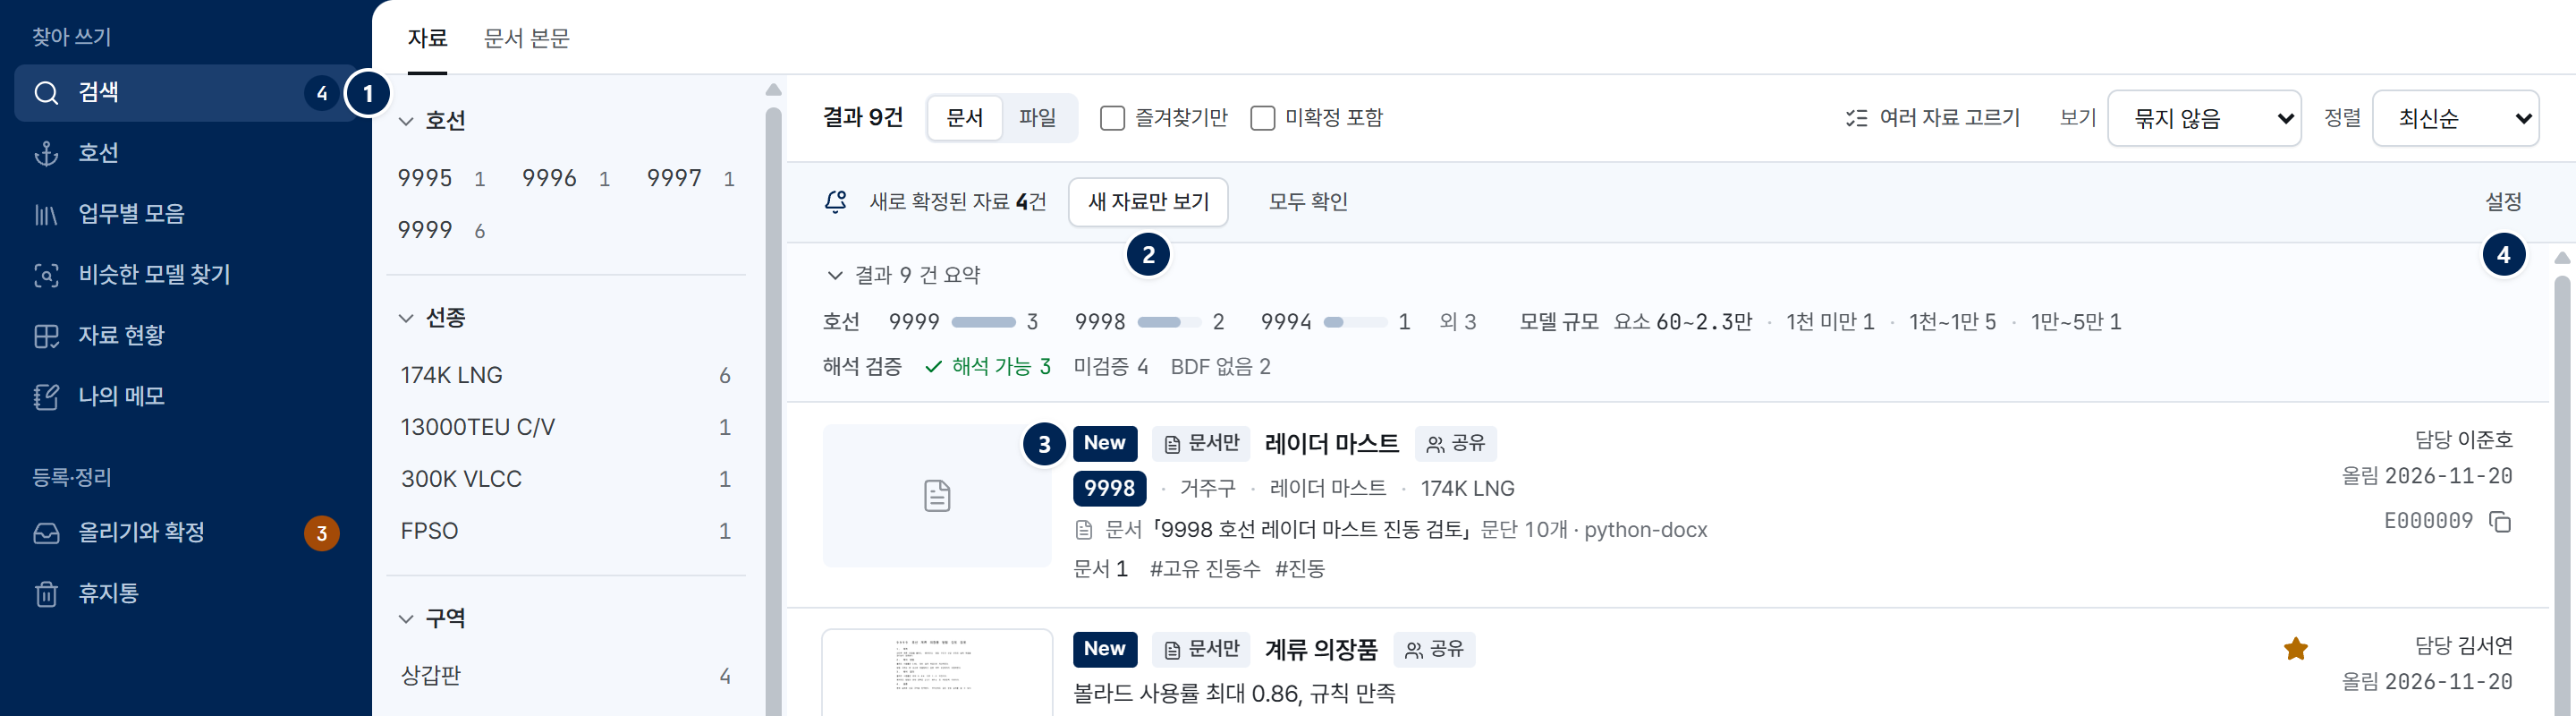 찾아 쓰기
검색 4 1
호선
업무별 모음
비슷한 모델 찾기
자료 현황
나의 메모
등록·정리
올리기와 확정 3
휴지통
자료 문서 본문
호선
9995 1 9996 1 9997 1
9999 6
선종
174K LNG 6
13000TEU C/V 1
300K VLCC 1
FPSO 1
구역
상갑판 4
결과 9건 문서 파일 즐겨찾기만 미확정 포함 여러 자료 고르기 보기 묶지 않음 정렬 최신순
새로 확정된 자료 4건 새 자료만 보기 모두 확인 설정
2 4
결과 9 건 요약
호선 9999 3 9998 2 9994 1 외 3 모델 규모 요소 60~2.3만 · 1천 미만 1 · 1천~1만 5 · 1만~5만 1
해석 검증 해석 가능 3 미검증 4 BDF 없음 2
3 New 문서만 레이더 마스트 공유 담당 이준호
9998 · 거주구 · 레이더 마스트 · 174K LNG 올림 2026-11-20
문서 「9998 호선 레이더 마스트 진동 검토」 문단 10개 · python-docx E000009
문서 1 #고유 진동수 #진동
New 문서만 계류 의장품 공유 담당 김서연
볼라드 사용률 최대 0.86, 규칙 만족 올림 2026-11-20